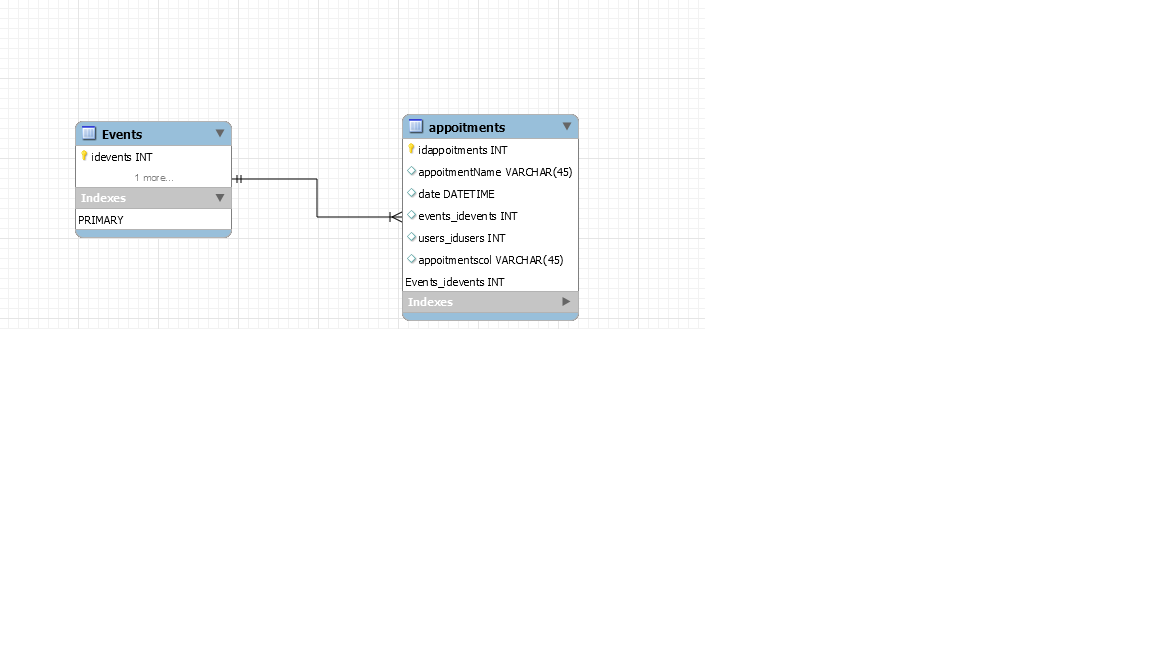 Events
idevents INT
1 more...
Indexes
PRIMARY
appoitments
idappoitments INT
appoitmentName VARCHAR(45)
date DATETIME
events_idevents INT
users_idusers INT
appoitmentscol VARCHAR(45)
Events_idevents INT
Indexes